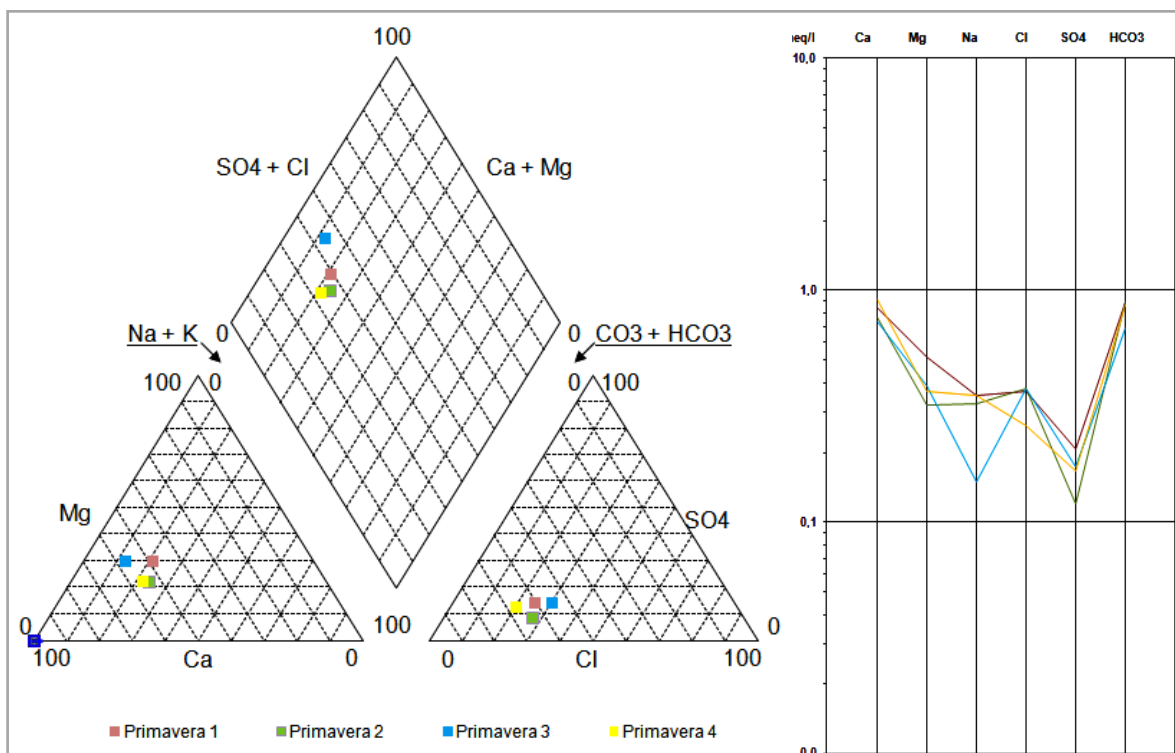 100
SO4 + Cl
Ca + Mg
0
0
Na + K
CO3 + HCO3
100 0
0 100
Mg
SO4
0
100
0
100
Ca
0
0
Cl
100
Primavera 1
Primavera 2
Primavera 3
Primavera 4
neq/l Ca Mg Na Cl SO4 HCO3
10,0
1,0
0,1
0,0